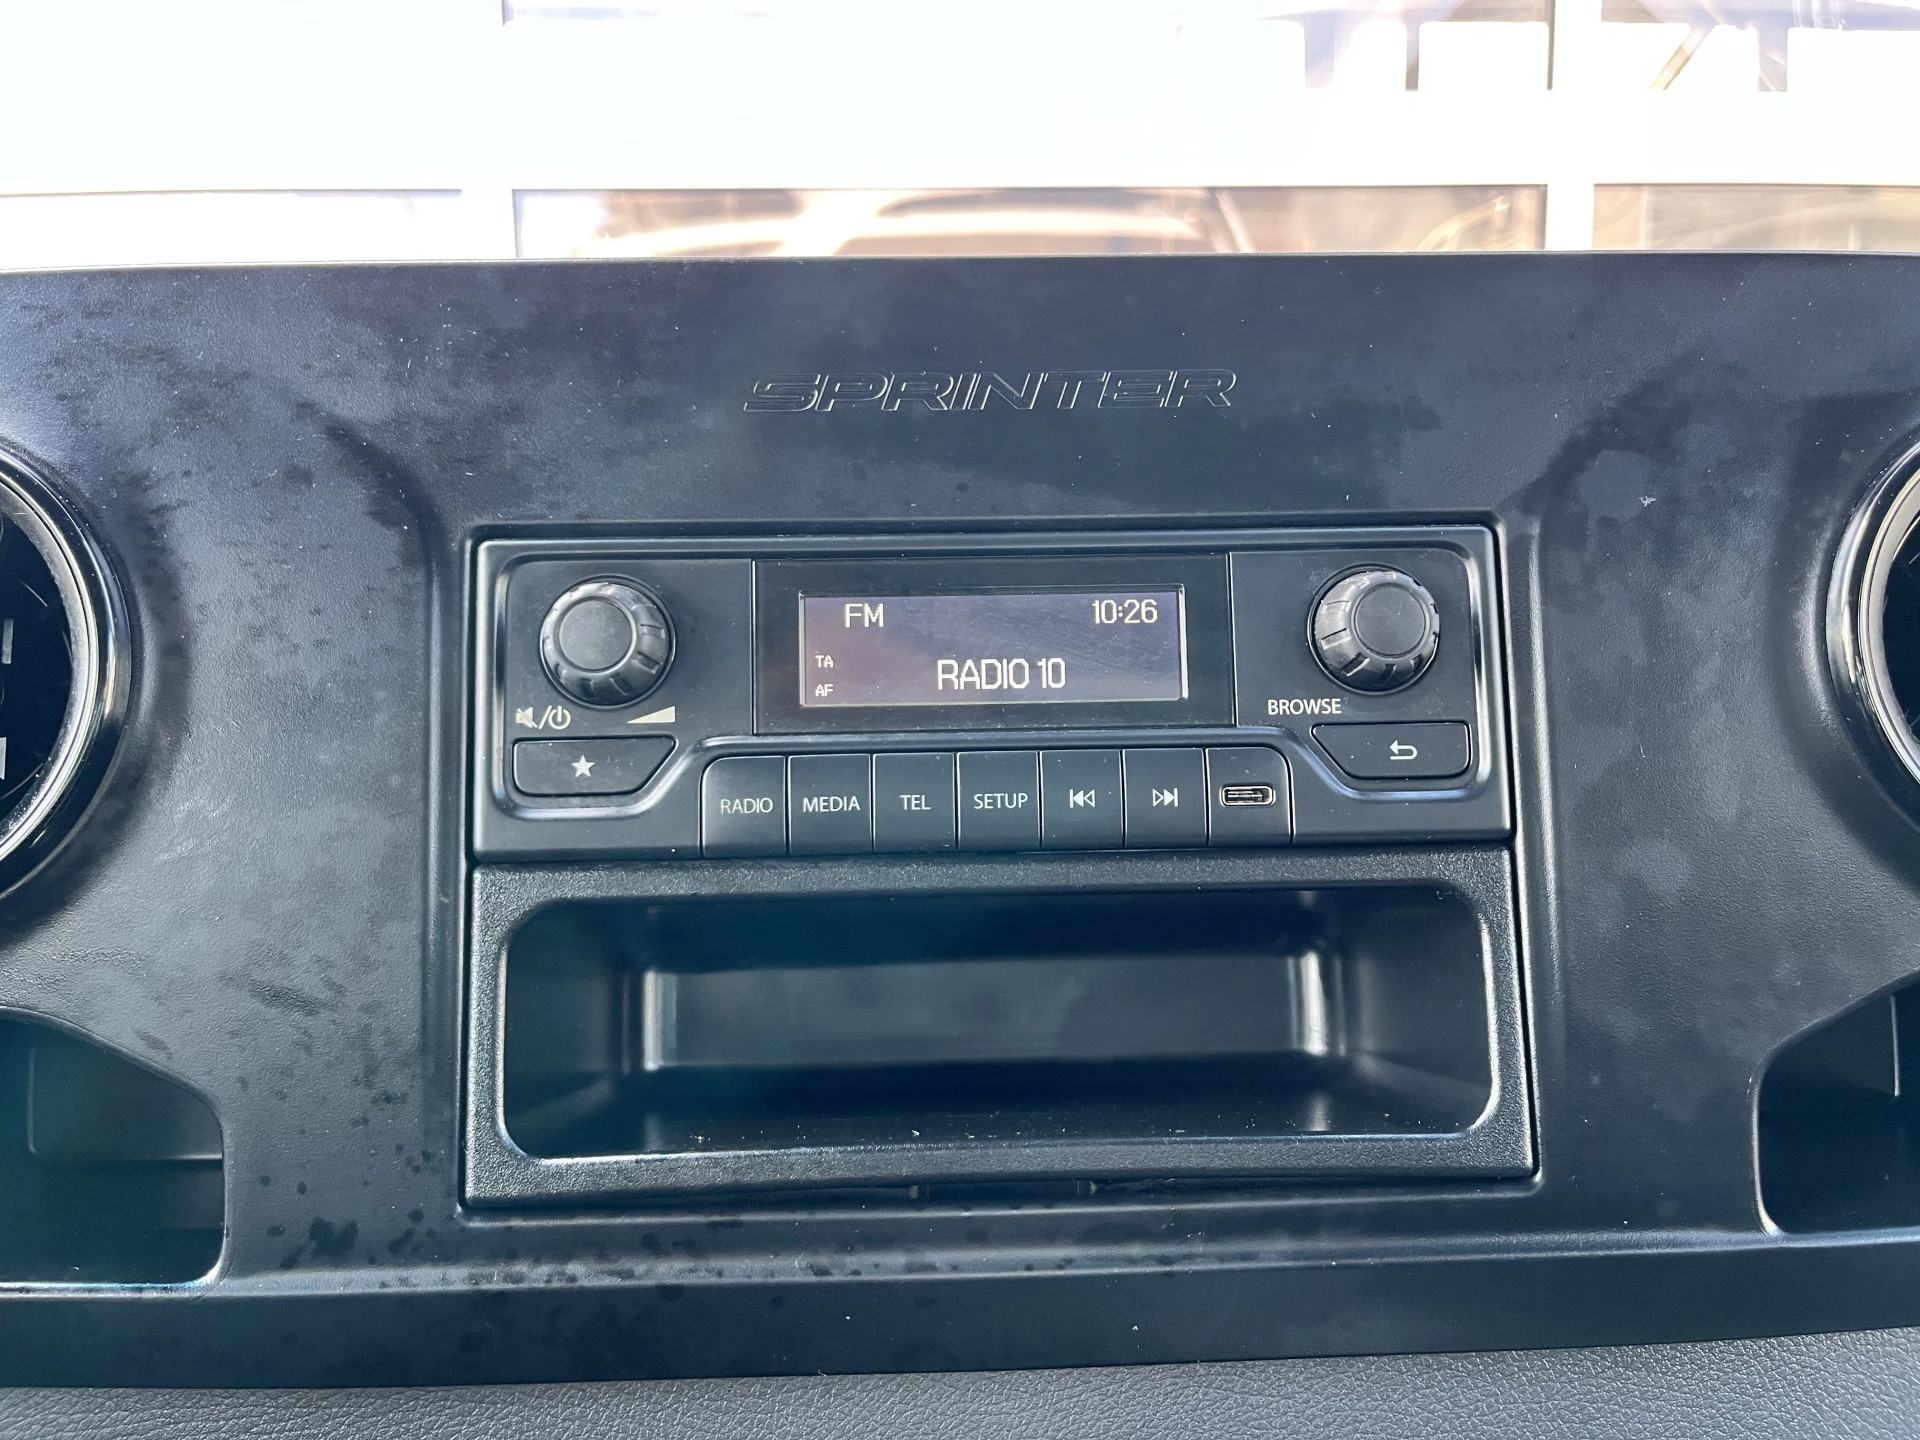 SPRINTER
FM 10:26
TA
RADIO 10
AF
BROWSE
RADIO MEDIA TEL SETUP